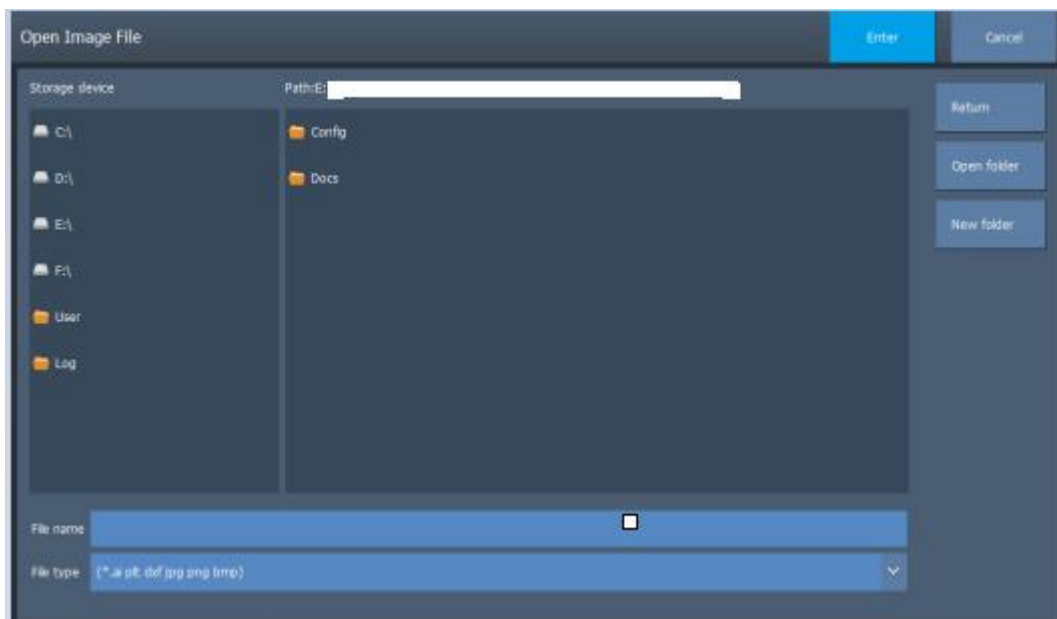 Open Image File
Enter
Cancel
Storage device
Path:E:
C:\
D:\
E:\
F:\
User
Log
Config
Docs
Return
Open folder
New folder
File name
File type
(*.ai plt dxf jpg png bmp)